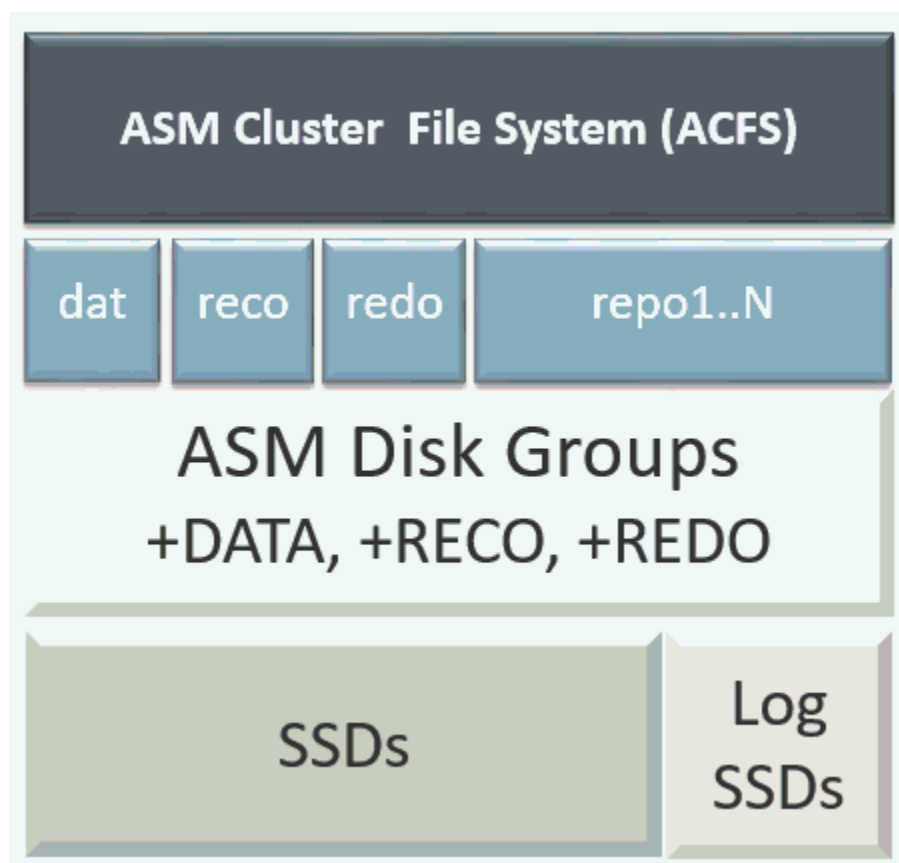 ASM Cluster File System (ACFS)
dat reco redo repo1..N
ASM Disk Groups
+DATA, +RECO, +REDO
SSDs
Log
SSDs